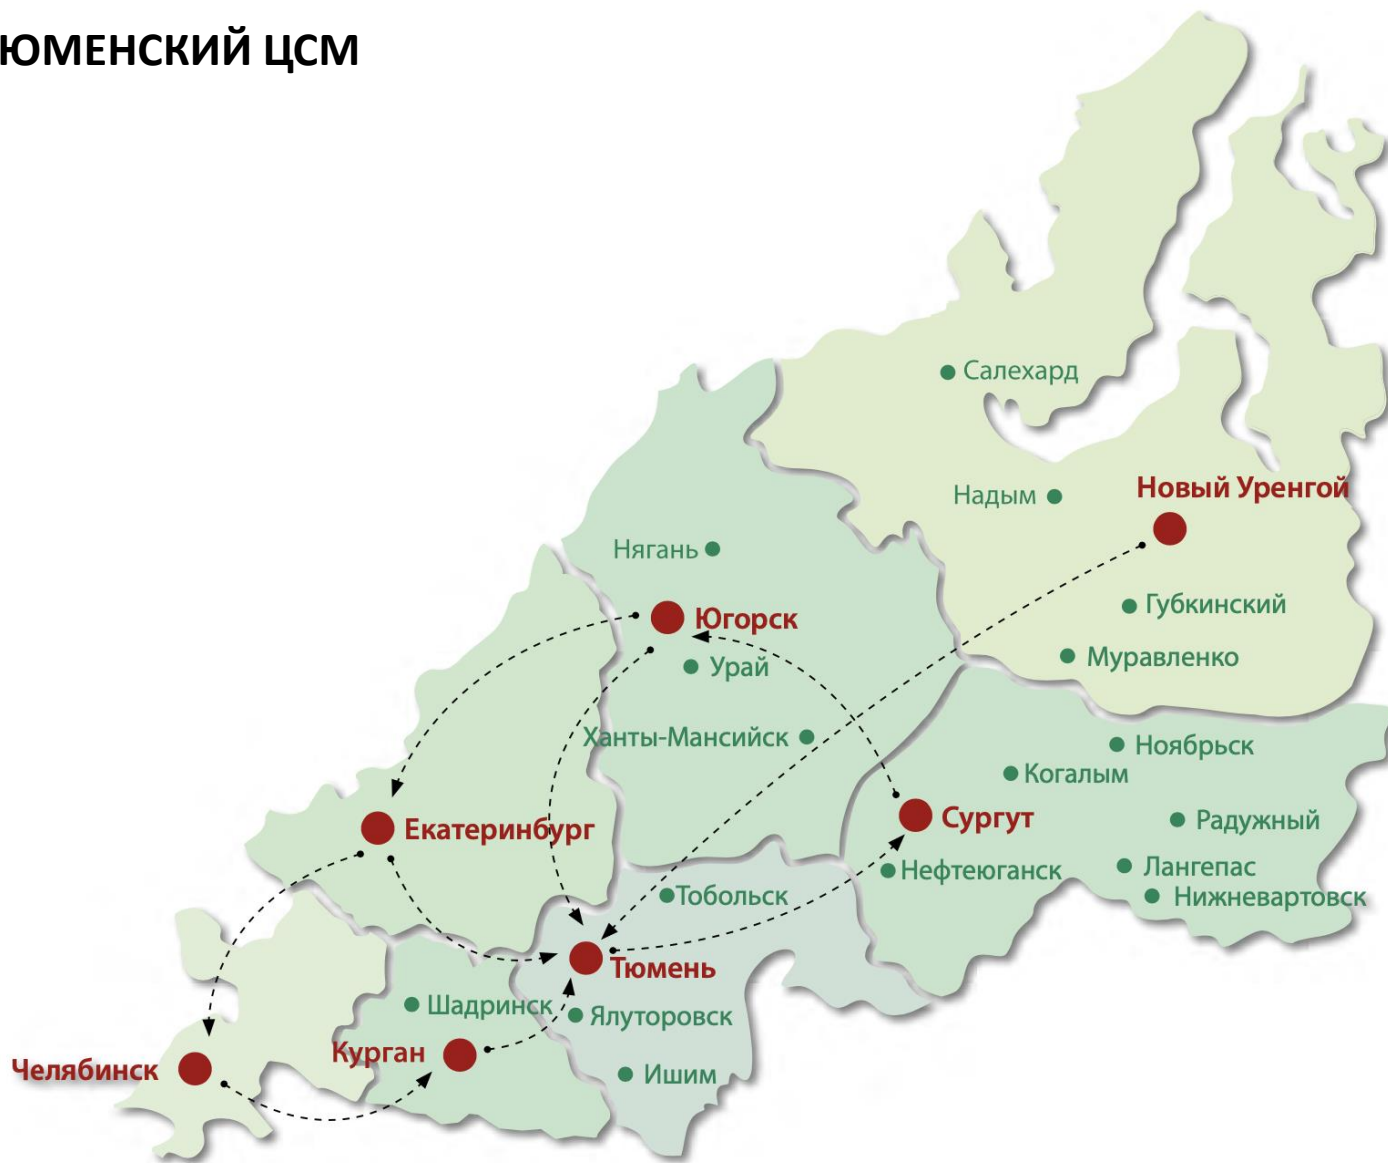 ЮМЕНСКИЙ ЦСМ
Салехард
Надым
Новый Уренгой
Нягань
Губкинский
Югорск
Муравленко
Урай
Ханты-Мансийск
Ноябрьск
Когалым
Сургут
Радужный
Екатеринбург
Лангепас
Нефтеюганск
Тобольск
Нижневартовск
Тюмень
Шадринск
Ялуторовск
Курган
Челябинск
Ишим